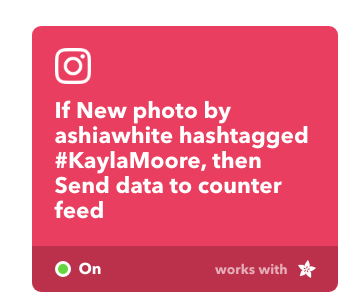 If New photo by
ashiawhite hashtagged
#KaylaMoore, then
Send data to counter
feed
On
works with